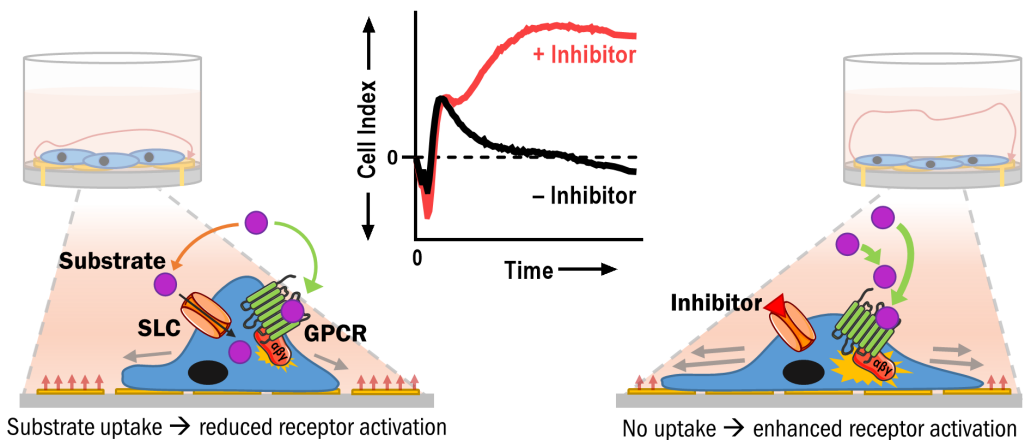 Cell Index
0
+ Inhibitor
– Inhibitor
0
Time
Substrate
SLC
GPCR
αβγ
Substrate uptake → reduced receptor activation
Inhibitor
αβγ
No uptake → enhanced receptor activation